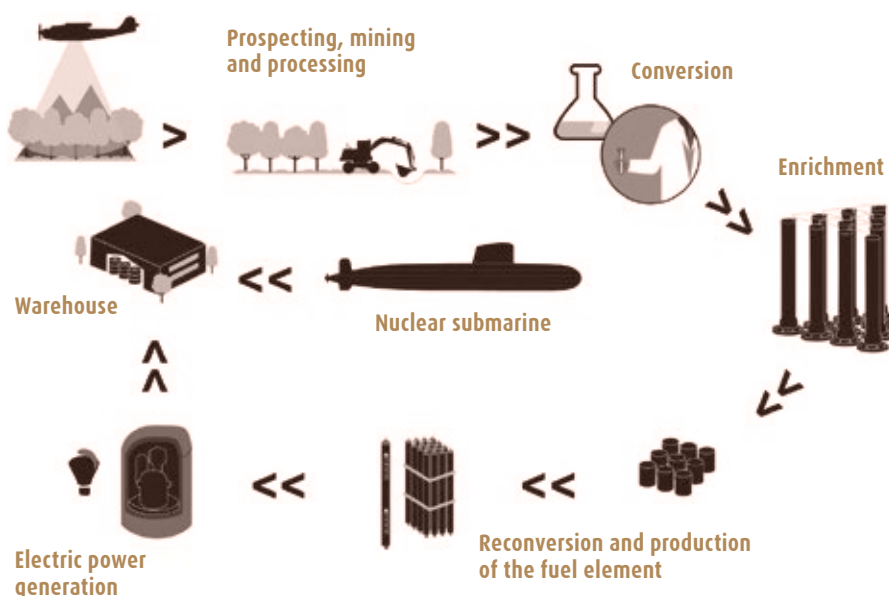 Prospecting, mining
and processing
Conversion
Enrichment
Warehouse
Nuclear submarine
Electric power
generation
Reconversion and production
of the fuel element